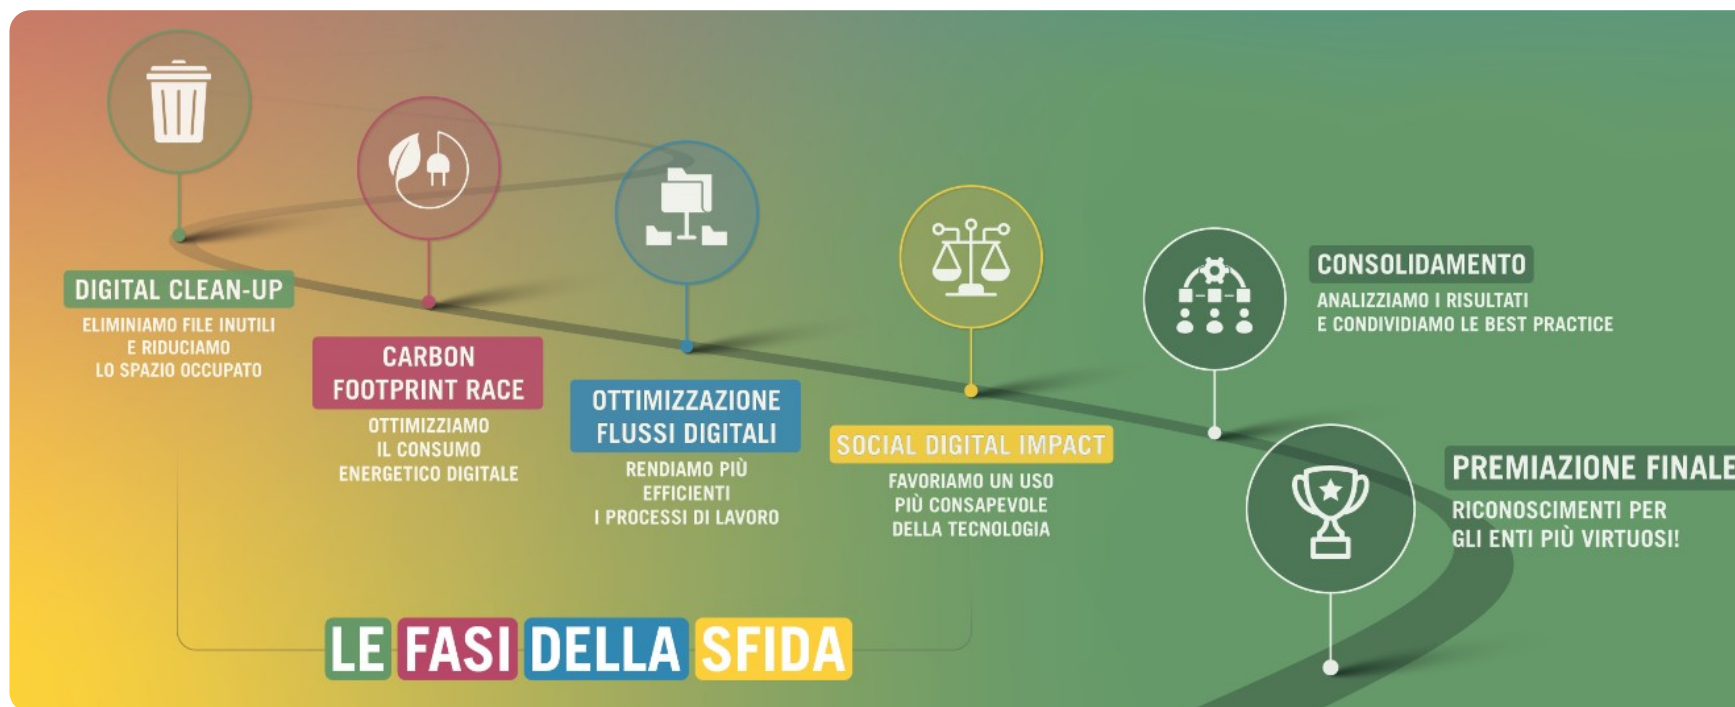 DIGITAL CLEAN-UP
ELIMINIAMO FILE INUTILI
E RIDUCIAMO
LO SPAZIO OCCUPATO
CARBON
FOOTPRINT RACE
OTTIMIZZIAMO
IL CONSUMO
ENERGETICO DIGITALE
OTTIMIZZAZIONE
FLUSSI DIGITALI
RENDIAMO PIÙ
EFFICIENTI
I PROCESSI DI LAVORO
SOCIAL DIGITAL IMPACT
FAVORIAMO UN USO
PIÙ CONSAPEVOLE
DELLA TECNOLOGIA
CONSOLIDAMENTO
ANALIZZIAMO I RISULTATI
E CONDIVIDIAMO LE BEST PRACTICE
PREMIAZIONE FINALE
RICONOSCIMENTI PER
GLI ENTI PIÙ VIRTUOSI!
LE FASI DELLA SFIDA